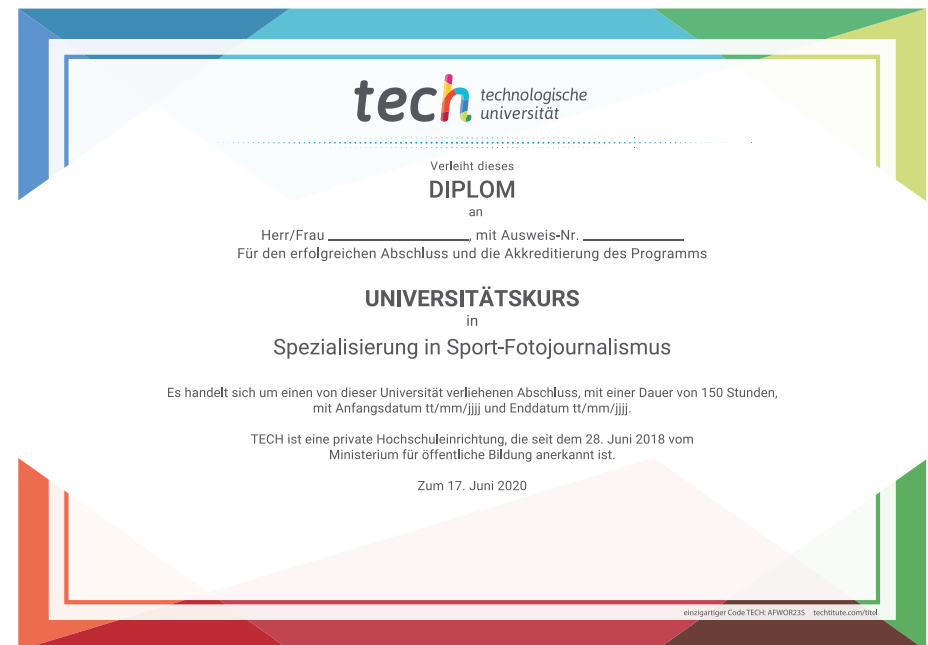 tech technologische
universität
Verleiht dieses
DIPLOM
an
Herr/Frau ________________, mit Ausweis-Nr. ____________
Für den erfolgreichen Abschluss und die Akkreditierung des Programms
UNIVERSITÄTSKURS
in
Spezialisierung in Sport-Fotojournalismus
Es handelt sich um einen von dieser Universität verliehenen Abschluss, mit einer Dauer von 150 Stunden,
mit Anfangsdatum tt/mm/jjjj und Enddatum tt/mm/jjjj.
TECH ist eine private Hochschuleinrichtung, die seit dem 28. Juni 2018 vom
Ministerium für öffentliche Bildung anerkannt ist.
Zum 17. Juni 2020
einzigartiger Code TECH: AFWOR23S techtitute.com/titel